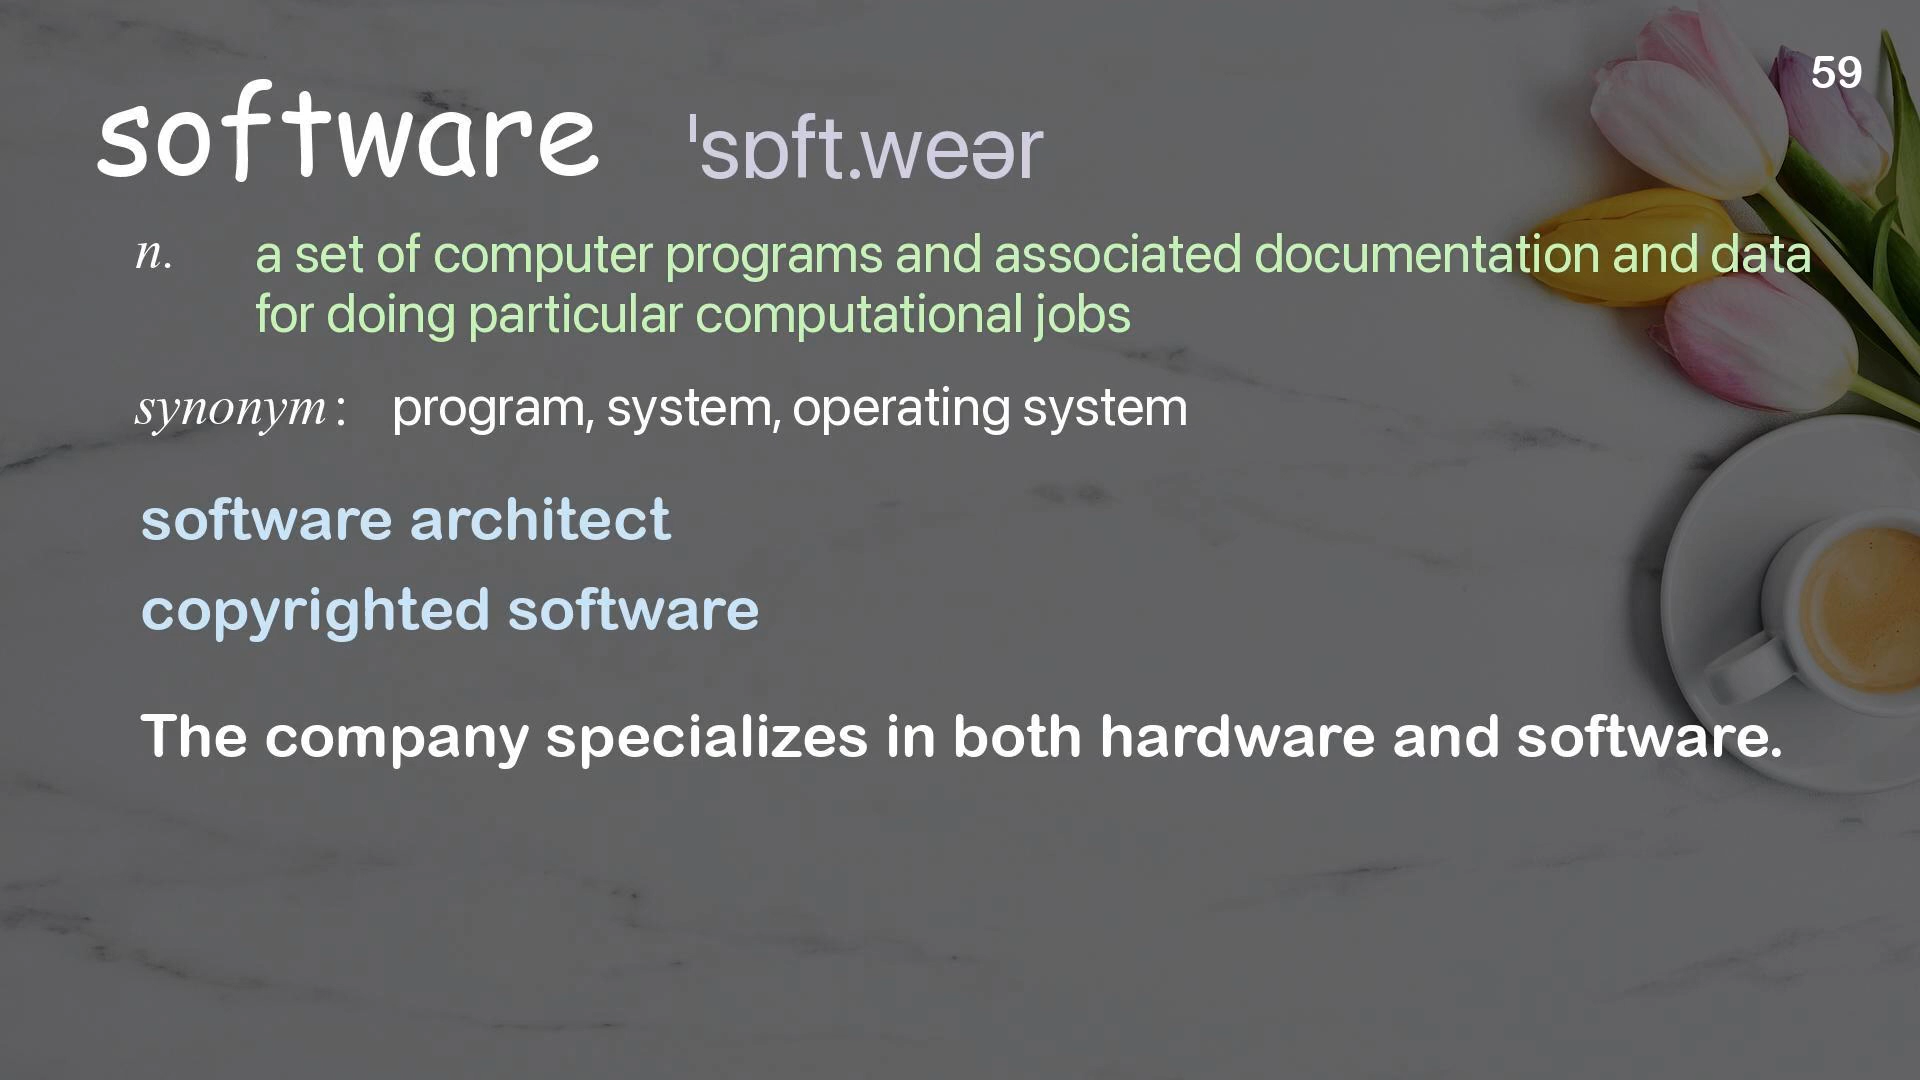 59
software ˈsɒft.weər
n. a set of computer programs and associated documentation and data
for doing particular computational jobs
synonym: program, system, operating system
software architect
copyrighted software
The company specializes in both hardware and software.